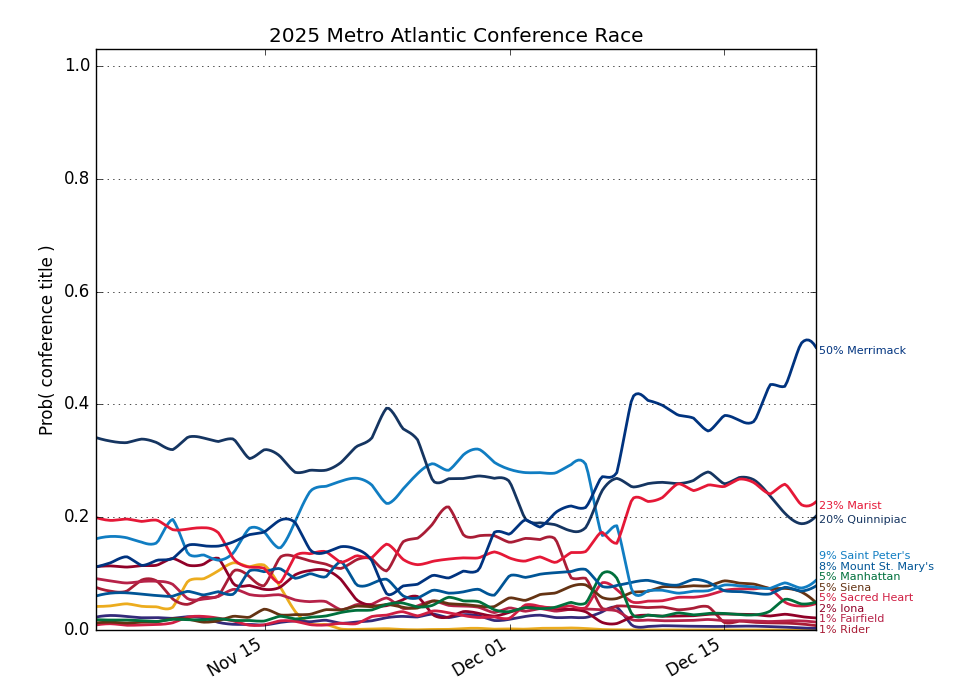 2025 Metro Atlantic Conference Race
Prob( conference title )
1.0
0.8
0.6
0.4
0.2
0.0
Nov 15
Dec 01
Dec 15
50% Merrimack
23% Marist
20% Quinnipiac
9% Saint Peter's
8% Mount St. Mary's
5% Manhattan
5% Siena
5% Sacred Heart
2% Iona
1% Fairfield
1% Rider